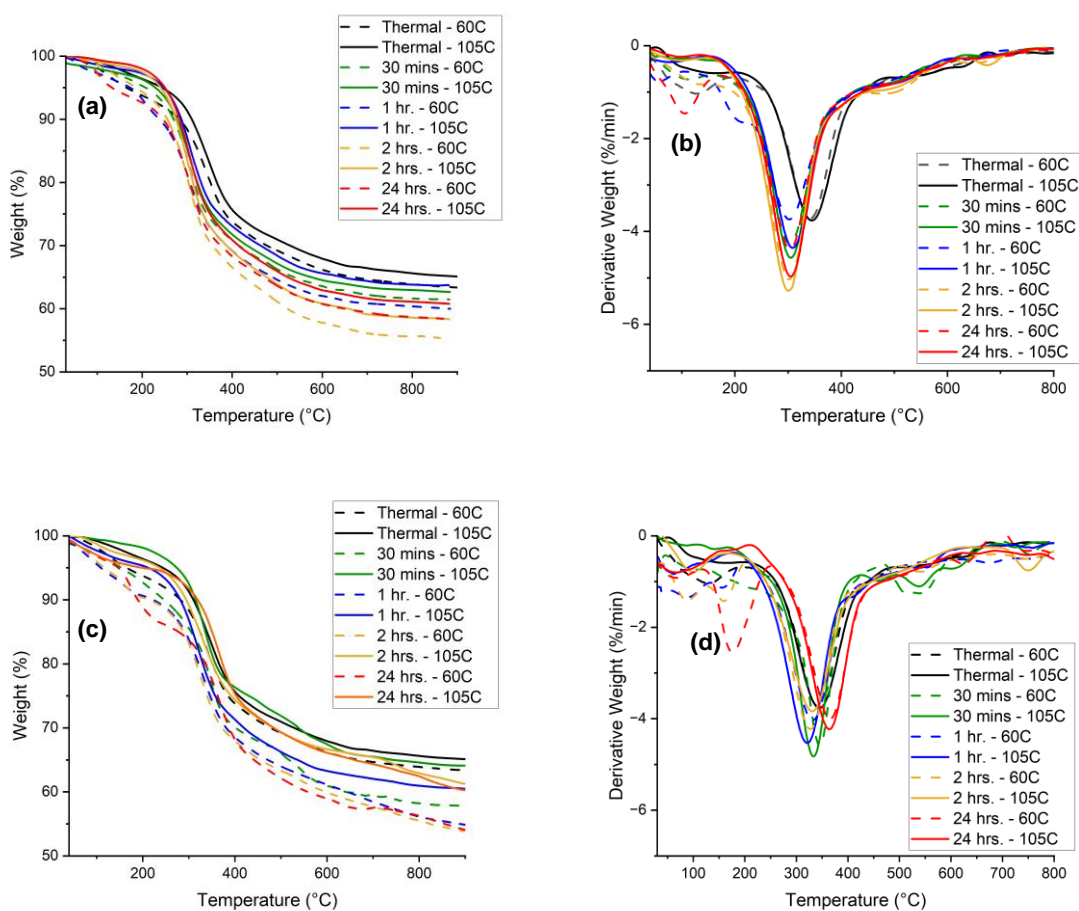 (a)
100
90
80
70
60
50
Weight (%)
200
400
600
800
Temperature (°C)
Thermal - 60C
Thermal - 105C
30 mins - 60C
30 mins - 105C
1 hr. - 60C
1 hr. - 105C
2 hrs. - 60C
2 hrs. - 105C
24 hrs. - 60C
24 hrs. - 105C
(b)
0
−2
−4
−6
Derivative Weight (%/min)
200
400
600
800
Temperature (°C)
Thermal - 60C
Thermal - 105C
30 mins - 60C
30 mins - 105C
1 hr. - 60C
1 hr. - 105C
2 hrs. - 60C
2 hrs. - 105C
24 hrs. - 60C
24 hrs. - 105C
(c)
100
90
80
70
60
50
Weight (%)
200
400
600
800
Temperature (°C)
Thermal - 60C
Thermal - 105C
30 mins - 60C
30 mins - 105C
1 hr. - 60C
1 hr. - 105C
2 hrs. - 60C
2 hrs. - 105C
24 hrs. - 60C
24 hrs. - 105C
(d)
0
−2
−4
−6
Derivative Weight (%/min)
100 200 300 400 500 600 700 800
Temperature (°C)
Thermal - 60C
Thermal - 105C
30 mins - 60C
30 mins - 105C
1 hr. - 60C
1 hr. - 105C
2 hrs. - 60C
2 hrs. - 105C
24 hrs. - 60C
24 hrs. - 105C